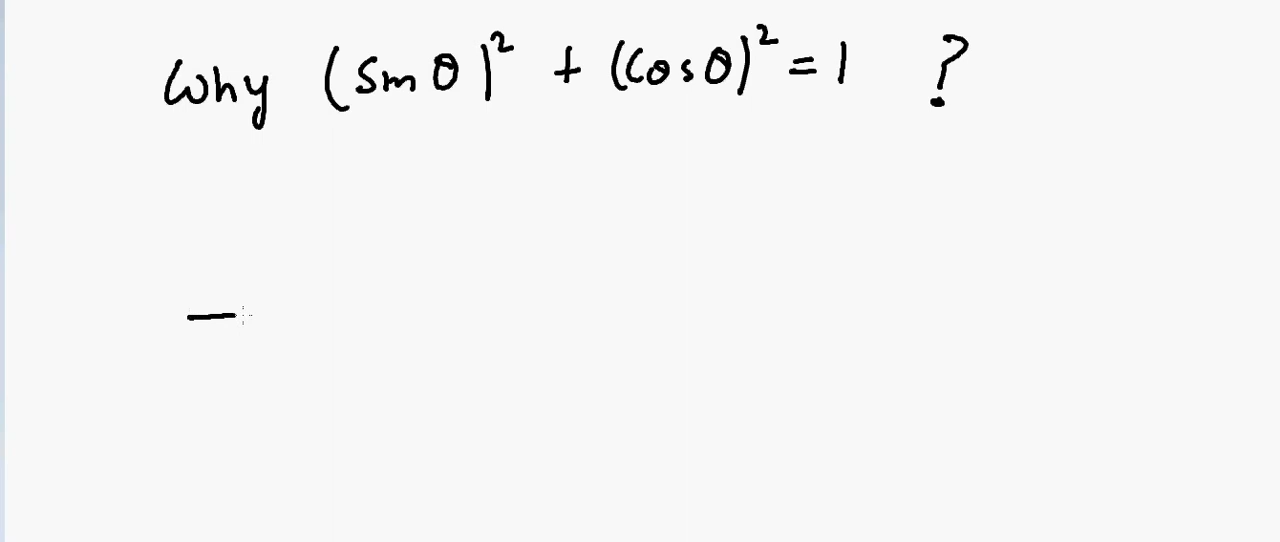 Why (sin θ)² + (cos θ)² = 1 ?